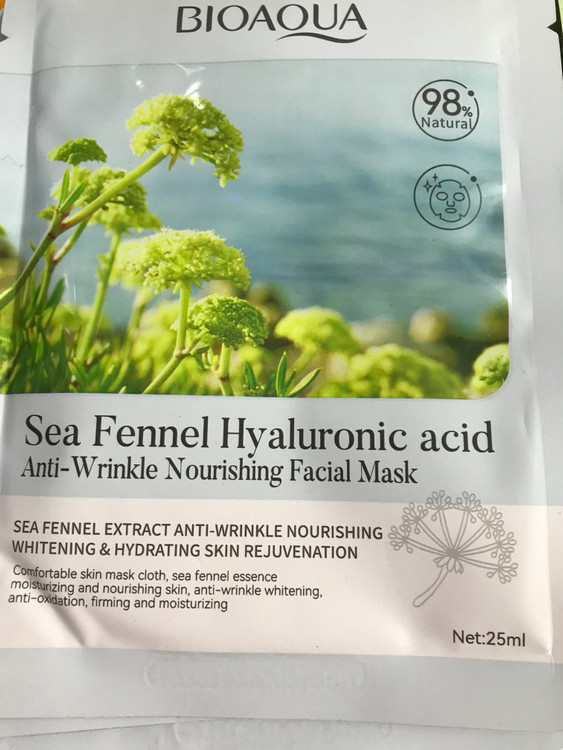 BIOAQUA
98%
Natural
Sea Fennel Hyaluronic acid
Anti-Wrinkle Nourishing Facial Mask
SEA FENNEL EXTRACT ANTI-WRINKLE NOURISHING
WHITENING & HYDRATING SKIN REJUVENATION
Comfortable skin mask cloth, sea fennel essence
moisturizing and nourishing skin, anti-wrinkle whitening,
anti-oxidation, firming and moisturizing
Net:25ml